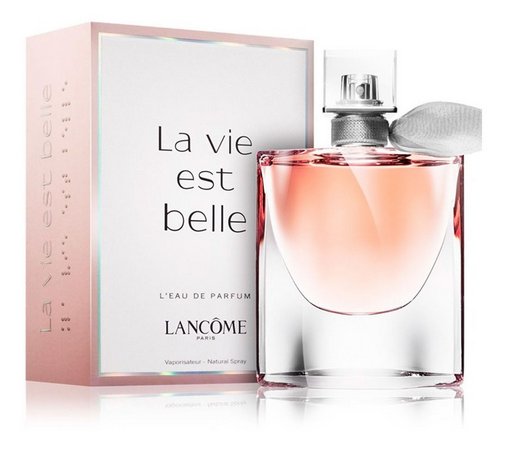 La vie est belle
La vie
est
belle
L'EAU DE PARFUM
LANCÔME
PARIS
Vaporisateur - Natural Spray